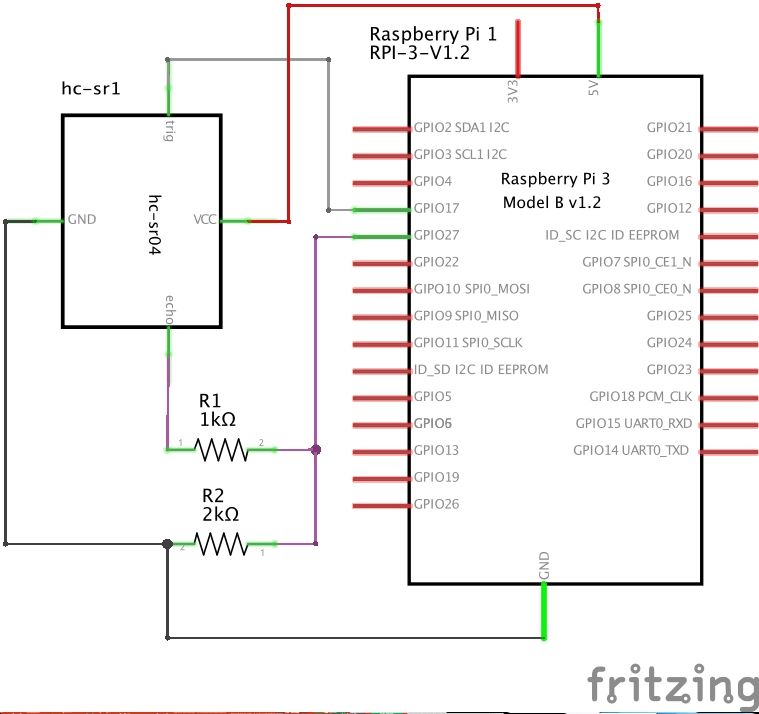 Raspberry Pi 1
RPI-3-V1.2
hc-sr1
trig
GND
VCC
hc-sr04
echo
R1
1kΩ
1
2
R2
2kΩ
2
1
3V3
5V
Raspberry Pi 3
Model B v1.2
GPIO2 SDA1 I2C
GPIO3 SCL1 I2C
GPIO4
GPIO17
GPIO27
GPIO22
GIPO10 SPI0_MOSI
GPIO9 SPI0_MISO
GPIO11 SPI0_SCLK
ID_SD I2C ID EEPROM
GPIO5
GPIO6
GPIO13
GPIO19
GPIO26
GPIO21
GPIO20
GPIO16
GPIO12
ID_SC I2C ID EEPROM
GPIO7 SPI0_CE1_N
GPIO8 SPI0_CE0_N
GPIO25
GPIO24
GPIO23
GPIO18 PCM_CLK
GPIO15 UART0_RXD
GPIO14 UART0_TXD
GND
fritzing